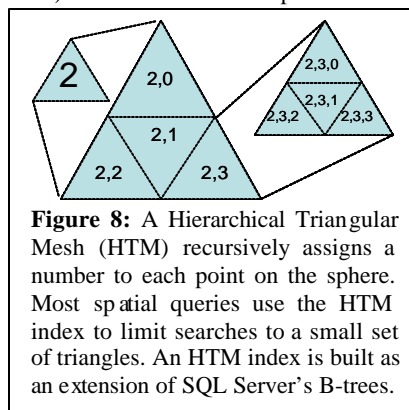 2
2,0
2,1
2,2
2,3
2,3,0
2,3,1
2,3,2
2,3,3
Figure 8: A Hierarchical Triangular
Mesh (HTM) recursively assigns a
number to each point on the sphere.
Most spatial queries use the HTM
index to limit searches to a small set
of triangles. An HTM index is built as
an extension of SQL Server's B-trees.